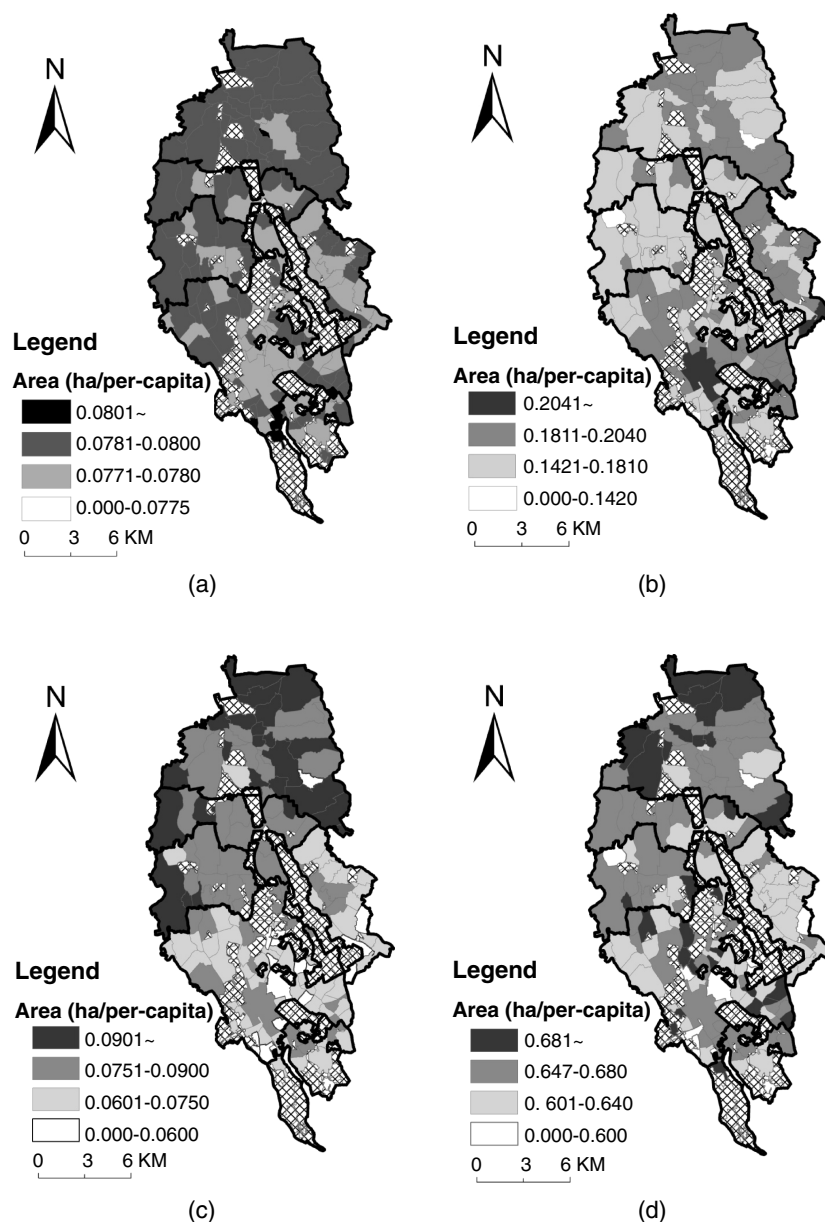 N
Legend
Area (ha/per-capita)
0.0801~
0.0781-0.0800
0.0771-0.0780
0.000-0.0775
0 3 6 KM
(a)
N
Legend
Area (ha/per-capita)
0.2041~
0.1811-0.2040
0.1421-0.1810
0.000-0.1420
0 3 6 KM
(b)
N
Legend
Area (ha/per-capita)
0.0901~
0.0751-0.0900
0.0601-0.0750
0.000-0.0600
0 3 6 KM
(c)
N
Legend
Area (ha/per-capita)
0.681~
0.647-0.680
0. 601-0.640
0.000-0.600
0 3 6 KM
(d)